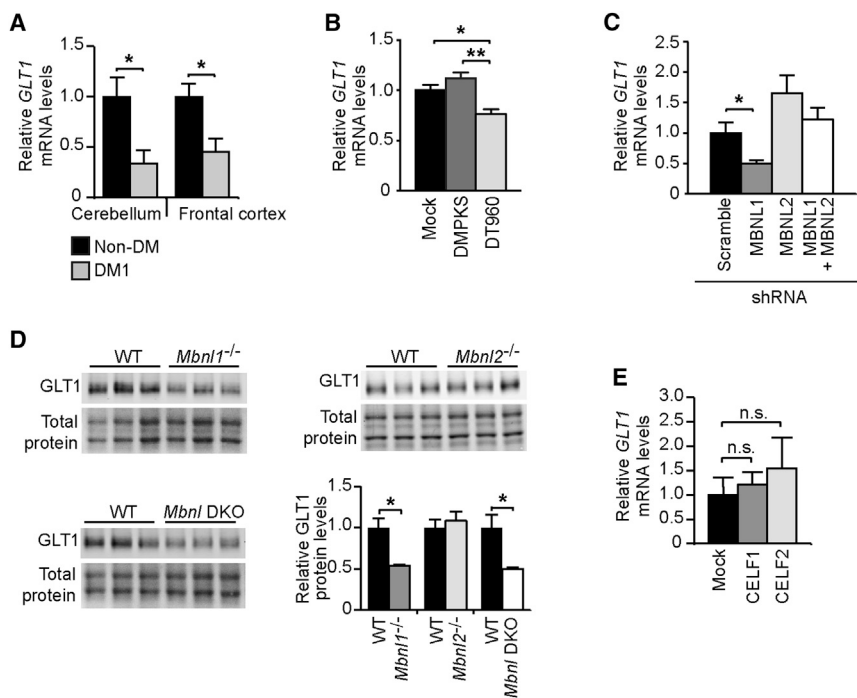 A
Relative GLT1
mRNA levels
1.5
1.0
0.5
0
*
*
Cerebellum
Frontal cortex
Non-DM
DM1
B
Relative GLT1
mRNA levels
1.5
1.0
0.5
0
*
**
Mock
DMPKS
DT960
C
Relative GLT1
mRNA levels
2.5
2.0
1.5
1.0
0.5
0
*
Scramble
MBNL1
MBNL2
MBNL1
+ MBNL2
shRNA
D
WT
Mbnl1-/-
GLT1
Total
protein
WT
Mbnl2-/-
GLT1
Total
protein
WT
Mbnl DKO
GLT1
Total
protein
Relative GLT1
protein levels
1.5
1.0
0.5
0
*
*
WT
Mbnl1-/-
WT
Mbnl2-/-
WT
Mbnl DKO
E
Relative GLT1
mRNA levels
3.0
2.5
2.0
1.5
1.0
0.5
0
n.s.
n.s.
Mock
CELF1
CELF2